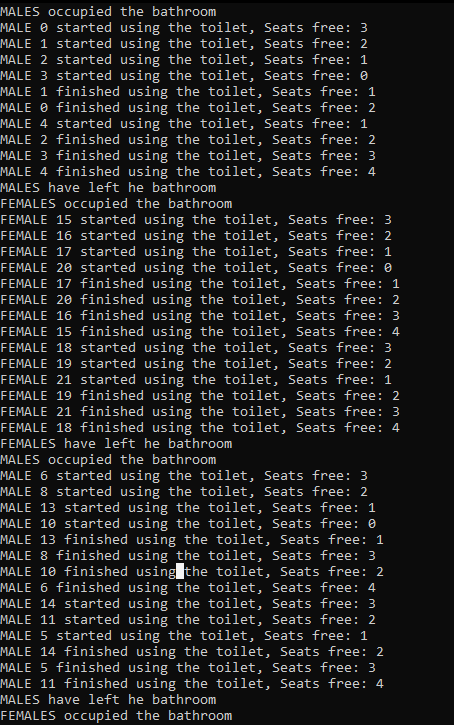 MALES occupied the bathroom
MALE 0 started using the toilet, Seats free: 3
MALE 1 started using the toilet, Seats free: 2
MALE 2 started using the toilet, Seats free: 1
MALE 3 started using the toilet, Seats free: 0
MALE 1 finished using the toilet, Seats free: 1
MALE 0 finished using the toilet, Seats free: 2
MALE 4 started using the toilet, Seats free: 1
MALE 2 finished using the toilet, Seats free: 2
MALE 3 finished using the toilet, Seats free: 3
MALE 4 finished using the toilet, Seats free: 4
MALES have left he bathroom
FEMALES occupied the bathroom
FEMALE 15 started using the toilet, Seats free: 3
FEMALE 16 started using the toilet, Seats free: 2
FEMALE 17 started using the toilet, Seats free: 1
FEMALE 20 started using the toilet, Seats free: 0
FEMALE 17 finished using the toilet, Seats free: 1
FEMALE 20 finished using the toilet, Seats free: 2
FEMALE 16 finished using the toilet, Seats free: 3
FEMALE 15 finished using the toilet, Seats free: 4
FEMALE 18 started using the toilet, Seats free: 3
FEMALE 19 started using the toilet, Seats free: 2
FEMALE 21 started using the toilet, Seats free: 1
FEMALE 19 finished using the toilet, Seats free: 2
FEMALE 21 finished using the toilet, Seats free: 3
FEMALE 18 finished using the toilet, Seats free: 4
FEMALES have left he bathroom
MALES occupied the bathroom
MALE 6 started using the toilet, Seats free: 3
MALE 8 started using the toilet, Seats free: 2
MALE 13 started using the toilet, Seats free: 1
MALE 10 started using the toilet, Seats free: 0
MALE 13 finished using the toilet, Seats free: 1
MALE 8 finished using the toilet, Seats free: 3
MALE 10 finished using the toilet, Seats free: 2
MALE 6 finished using the toilet, Seats free: 4
MALE 14 started using the toilet, Seats free: 3
MALE 11 started using the toilet, Seats free: 2
MALE 5 started using the toilet, Seats free: 1
MALE 14 finished using the toilet, Seats free: 2
MALE 5 finished using the toilet, Seats free: 3
MALE 11 finished using the toilet, Seats free: 4
MALES have left he bathroom
FEMALES occupied the bathroom